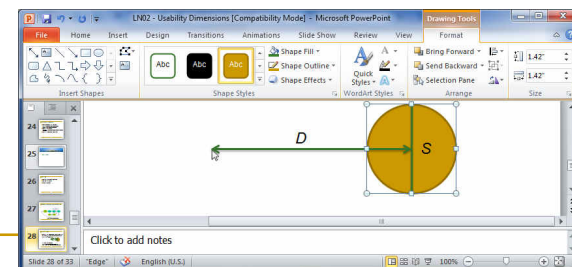 LN02 - Usability Dimensions [Compatibility Mode] - Microsoft PowerPoint
Drawing Tools
File Home Insert Design Transitions Animations Slide Show Review View Format
Abc Abc Abc
Shape Fill
Shape Outline
Shape Effects
Quick
Styles
A
Bring Forward
Send Backward
Selection Pane
1.42"
1.42"
Insert Shapes Shape Styles WordArt Styles Arrange Size
24
25
26
27
28
D
S
Click to add notes
Slide 28 of 33 "Edge" English (U.S.) 100%